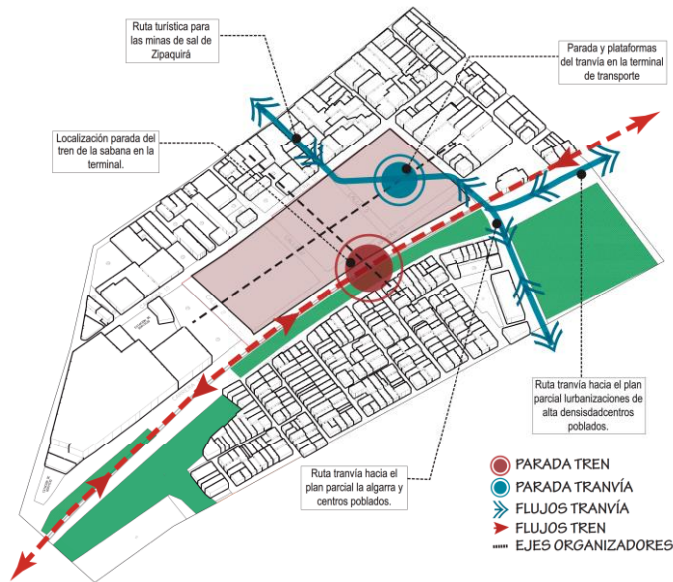 Ruta turística para
las minas de sal de
Zipaquirá
Parada y plataformas
del tranvía en la terminal
de transporte
Localización parada del
tren de la sabana en la
terminal.
Ruta tranvía hacia el plan
parcial lurbanizaciones de
alta densisdadcentros
poblados.
Ruta tranvía hacia el
plan parcial la algarra y
centros poblados.
PARADA TREN
PARADA TRANVÍA
FLUJOS TRANVÍA
FLUJOS TREN
EJES ORGANIZADORES